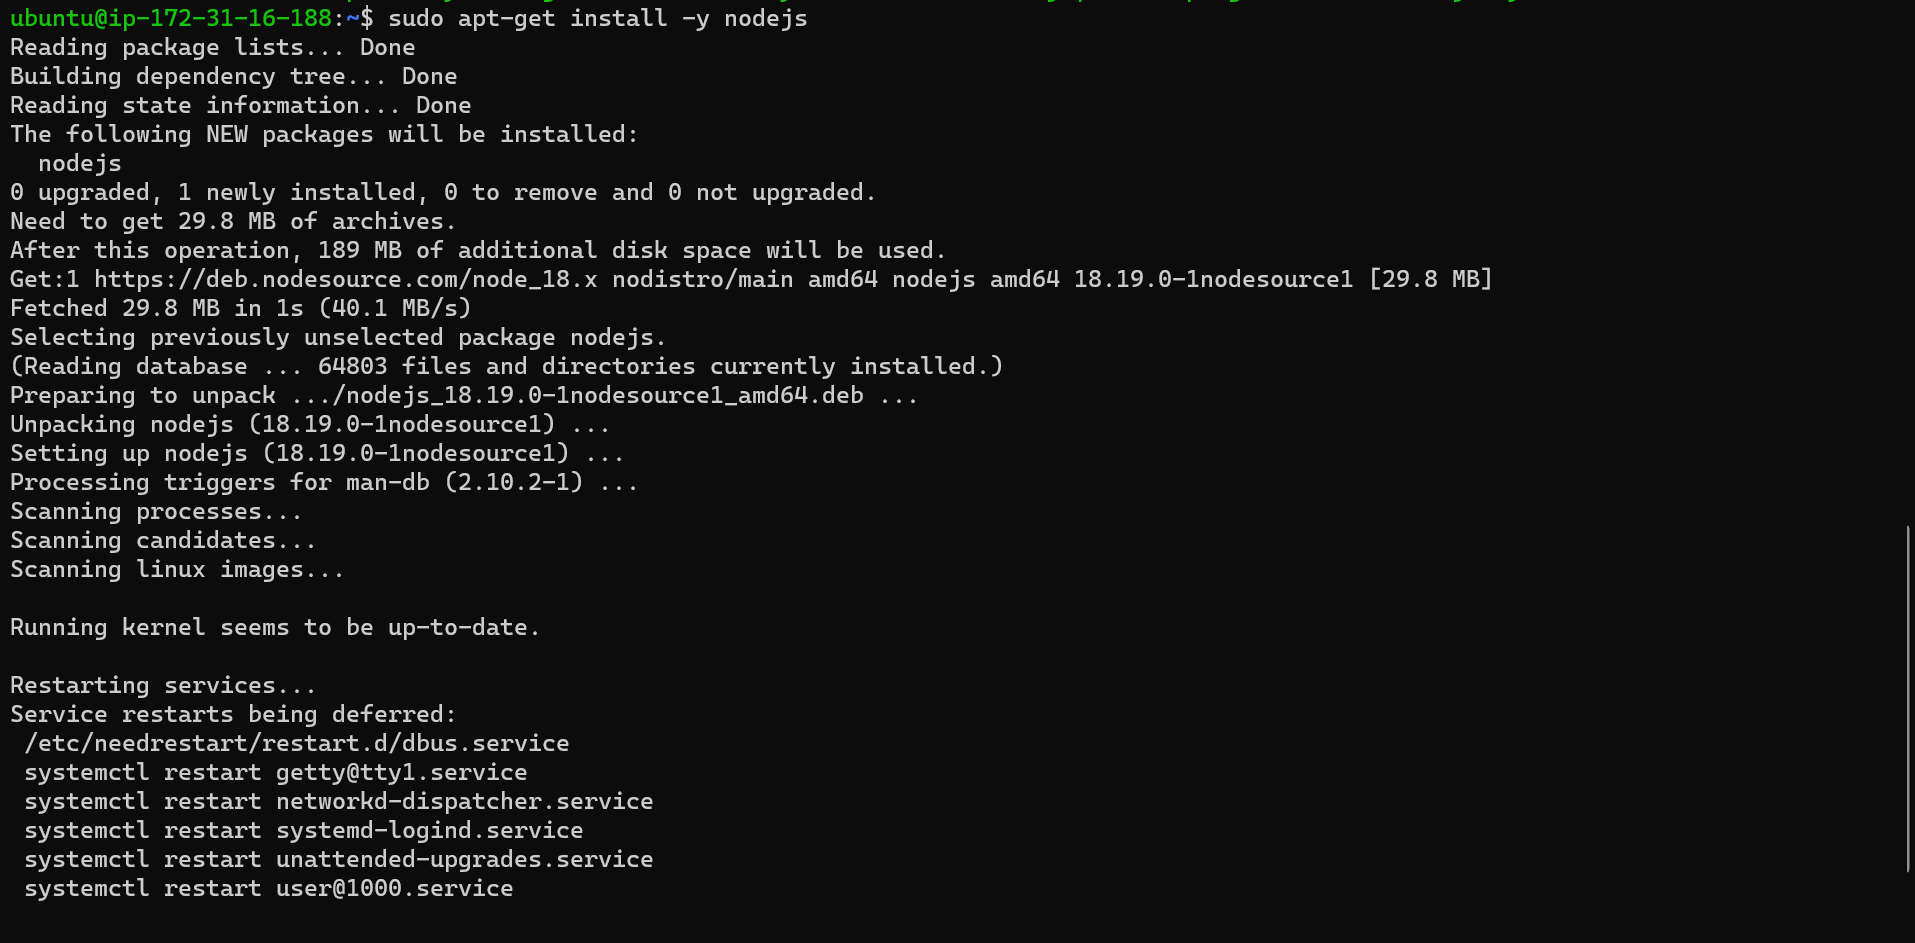 ubuntu@ip-172-31-16-188:~$ sudo apt-get install -y nodejs
Reading package lists... Done
Building dependency tree... Done
Reading state information... Done
The following NEW packages will be installed:
  nodejs
0 upgraded, 1 newly installed, 0 to remove and 0 not upgraded.
Need to get 29.8 MB of archives.
After this operation, 189 MB of additional disk space will be used.
Get:1 https://deb.nodesource.com/node_18.x nodistro/main amd64 nodejs amd64 18.19.0-1nodesource1 [29.8 MB]
Fetched 29.8 MB in 1s (40.1 MB/s)
Selecting previously unselected package nodejs.
(Reading database ... 64803 files and directories currently installed.)
Preparing to unpack .../nodejs_18.19.0-1nodesource1_amd64.deb ...
Unpacking nodejs (18.19.0-1nodesource1) ...
Setting up nodejs (18.19.0-1nodesource1) ...
Processing triggers for man-db (2.10.2-1) ...
Scanning processes...
Scanning candidates...
Scanning linux images...

Running kernel seems to be up-to-date.

Restarting services...
Service restarts being deferred:
 /etc/needrestart/restart.d/dbus.service
 systemctl restart getty@tty1.service
 systemctl restart networkd-dispatcher.service
 systemctl restart systemd-logind.service
 systemctl restart unattended-upgrades.service
 systemctl restart user@1000.service